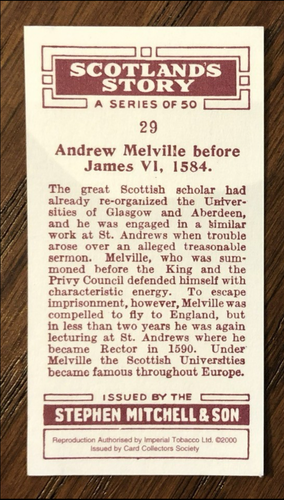 SCOTLAND'S
STORY
A SERIES OF 50
29
Andrew Melville before
James VI, 1584.
The great Scottish scholar had
already re-organized the Univer-
sities of Glasgow and Aberdeen,
and he was engaged in a similar
work at St. Andrews when trouble
arose over an alleged treasonable
sermon. Melville, who was sum-
moned before the King and the
Privy Council defended himself with
characteristic energy. To escape
imprisonment, however, Melville was
compelled to fly to England, but
in less than two years he was again
lecturing at St. Andrews where he
became Rector in 1590. Under
Melville the Scottish Universities
became famous throughout Europe.
ISSUED BY THE
STEPHEN MITCHELL & SON
Reproduction Authorised by Imperial Tobacco Ltd. ©2000
Issued by Card Collectors Society